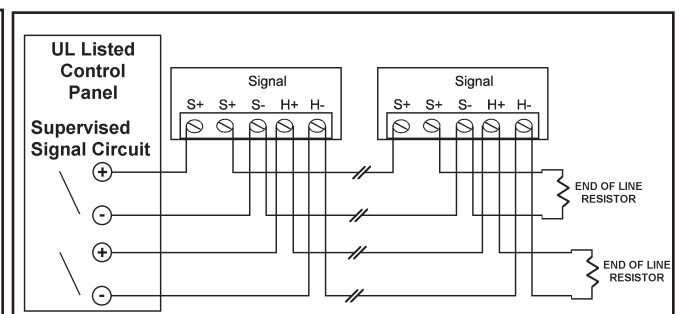 UL Listed
Control
Panel
Supervised
Signal Circuit
+
-
+
-
Signal
S+ S+ S- H+ H-
Signal
S+ S+ S- H+ H-
END OF LINE
RESISTOR
END OF LINE
RESISTOR